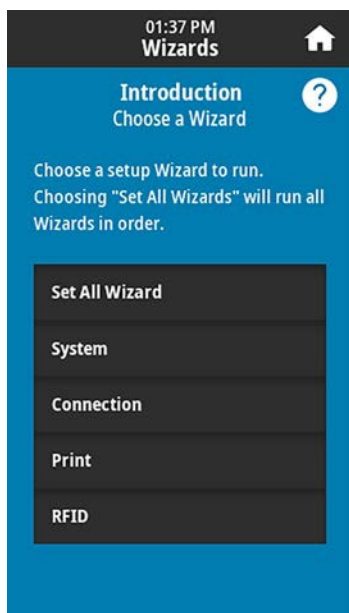 01:37 PM
Wizards
Introduction
?
Choose a Wizard
Choose a setup Wizard to run.
Choosing "Set All Wizards" will run all
Wizards in order.
Set All Wizard
System
Connection
Print
RFID